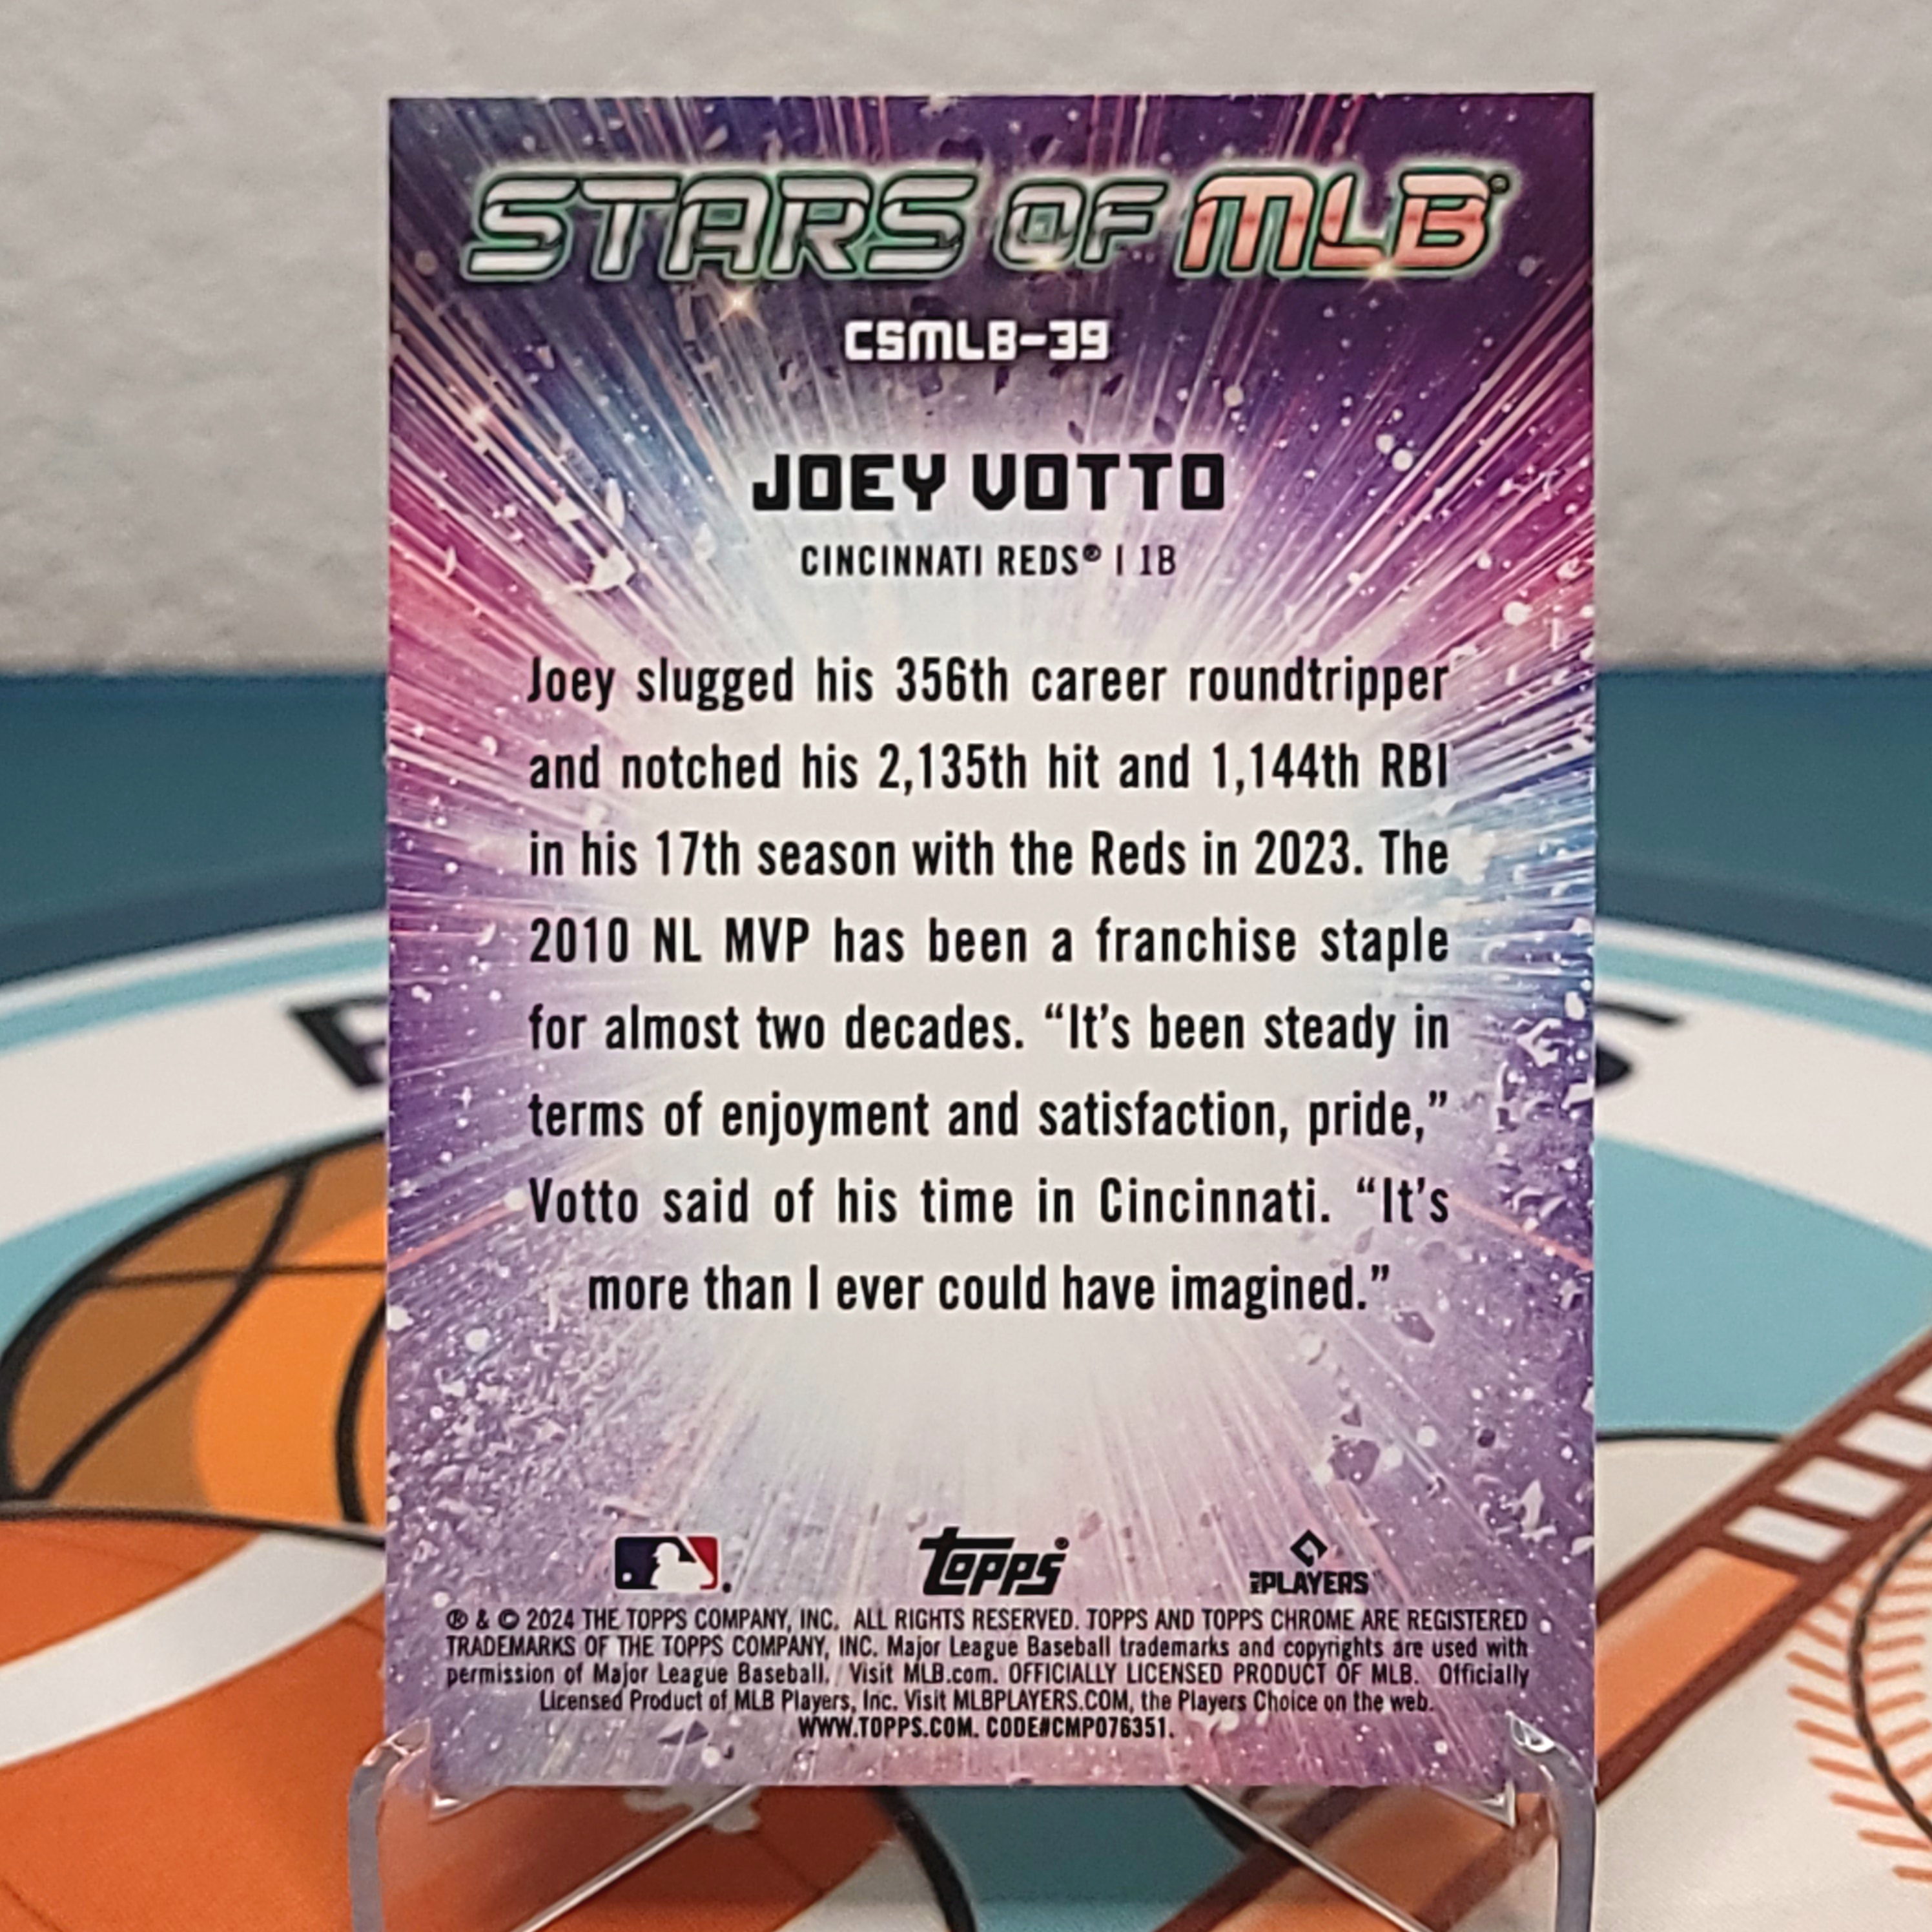 STARS OF MLB®
CSMLB-39
JOEY VOTTO
CINCINNATI REDS® | 1B
Joey slugged his 356th career roundtripper
and notched his 2,135th hit and 1,144th RBI
in his 17th season with the Reds in 2023. The
2010 NL MVP has been a franchise staple
for almost two decades. “It’s been steady in
terms of enjoyment and satisfaction, pride,”
Votto said of his time in Cincinnati. “It’s
more than I ever could have imagined.”
topps®
MLB PLAYERS
® & © 2024 THE TOPPS COMPANY, INC. ALL RIGHTS RESERVED. TOPPS AND TOPPS CHROME ARE REGISTERED
TRADEMARKS OF THE TOPPS COMPANY, INC. Major League Baseball trademarks and copyrights are used with
permission of Major League Baseball. Visit MLB.com. OFFICIALLY LICENSED PRODUCT OF MLB. Officially
Licensed Product of MLB Players, Inc. Visit MLBPLAYERS.COM, the Players Choice on the web.
WWW.TOPPS.COM. CODE#CMP076351.